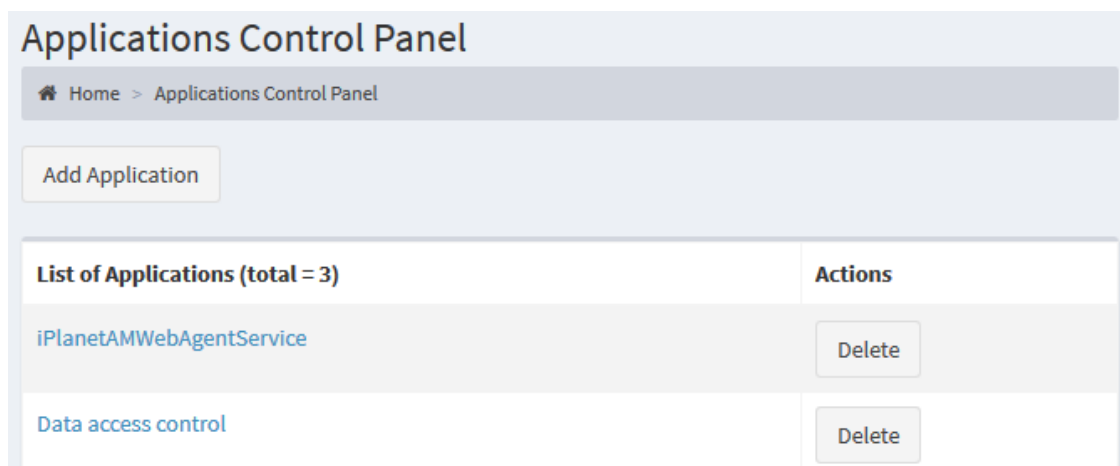 Applications Control Panel
Home > Applications Control Panel
Add Application
List of Applications (total = 3) Actions
iPlanetAMWebAgentService Delete
Data access control Delete